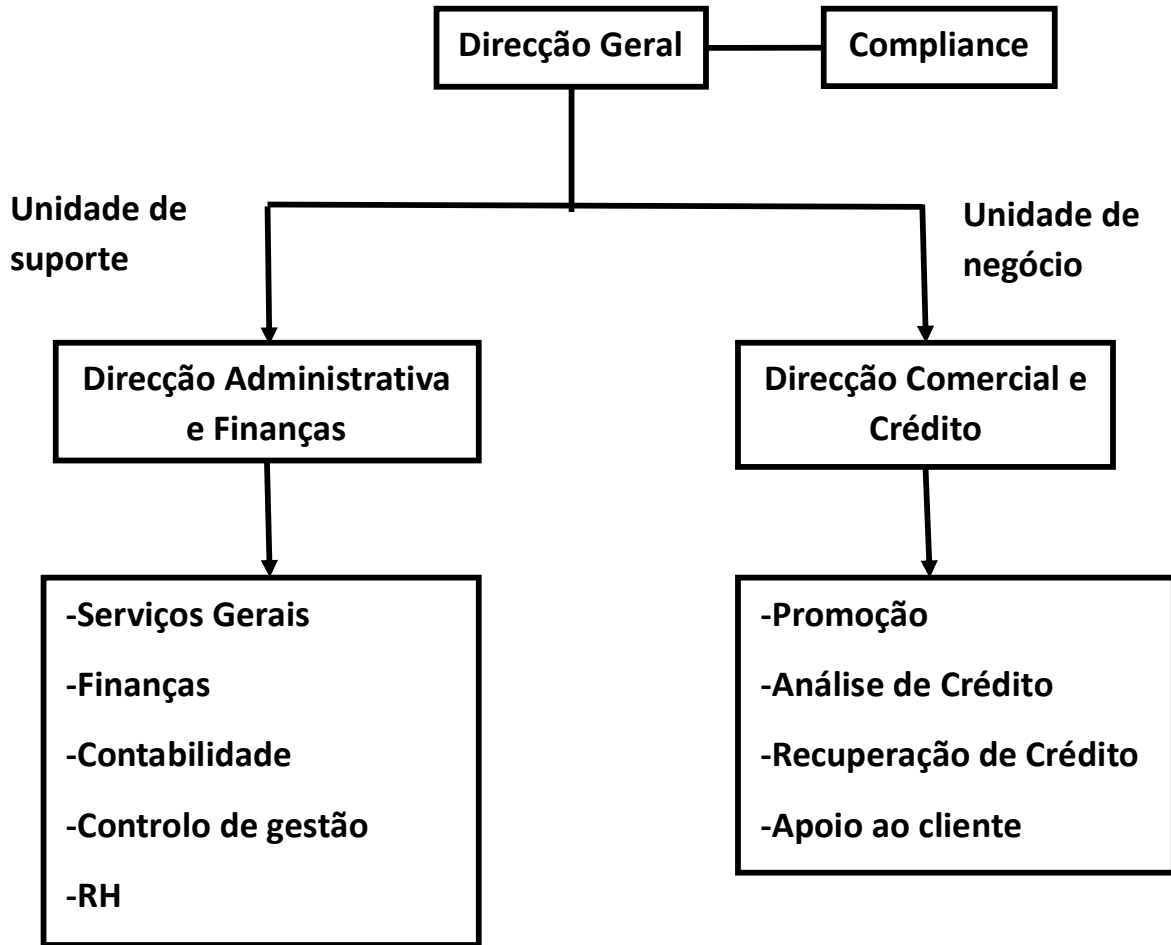 Direcção Geral
Compliance
Unidade de
suporte
Unidade de
negócio
Direcção Administrativa
e Finanças
Direcção Comercial e
Crédito
-Serviços Gerais
-Finanças
-Contabilidade
-Controlo de gestão
-RH
-Promoção
-Análise de Crédito
-Recuperação de Crédito
-Apoio ao cliente